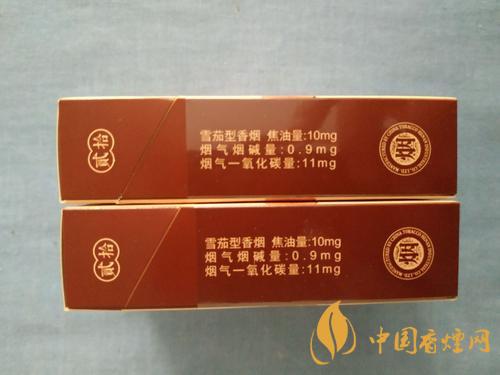 贰拾
雪茄型香烟 焦油量:10mg
烟气烟碱量:0.9mg
烟气一氧化碳量:11mg
烟
贰拾
雪茄型香烟 焦油量:10mg
烟气烟碱量:0.9mg
烟气一氧化碳量:11mg
烟
中国香煙网